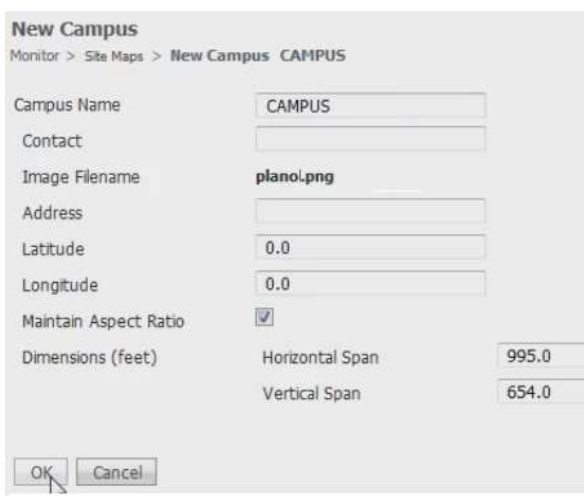 New Campus
Monitor > Site Maps > New Campus CAMPUS
Campus Name CAMPUS
Contact
Image Filename plano.png
Address
Latitude 0.0
Longitude 0.0
Maintain Aspect Ratio
Dimensions (feet) Horizontal Span 995.0
Vertical Span 654.0
OK Cancel